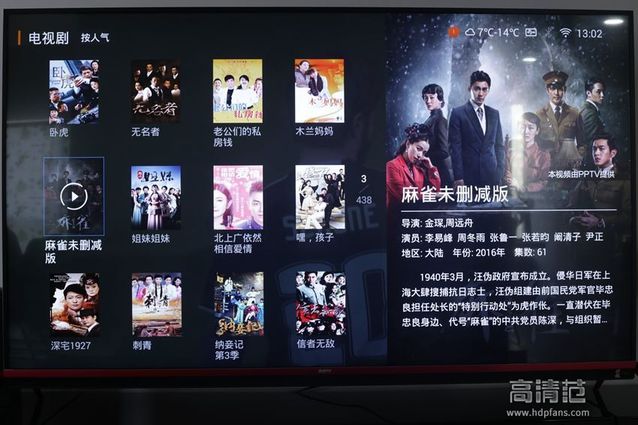 电视剧 按人气
7℃-14℃ 13:02
卧虎
无名者
老公们的私
房钱
木兰妈妈
麻雀未删减
版
姐妹姐妹
北上广依然
相信爱情
嘿，孩子
3
438
深宅1927
刺青
纳妾记
第3季
信者无敌
本视频由PPTV提供
麻雀未删减版
导演: 金琛,周远舟
演员: 李易峰 周冬雨 张鲁一 张若昀 阚清子 尹正
地区: 大陆 年份: 2016年 集数: 61
1940年3月，汪伪政府宣布成立。侵华日军在上
海大肆搜捕抗日志士，汪伪组建由前国民党军官毕
忠良担任处长的“特别行动处”为虎作伥。一直潜伏在毕
忠良身边、代号“麻雀”的中共党员陈深，与组织暂...
高清范
www.hdpfans.com